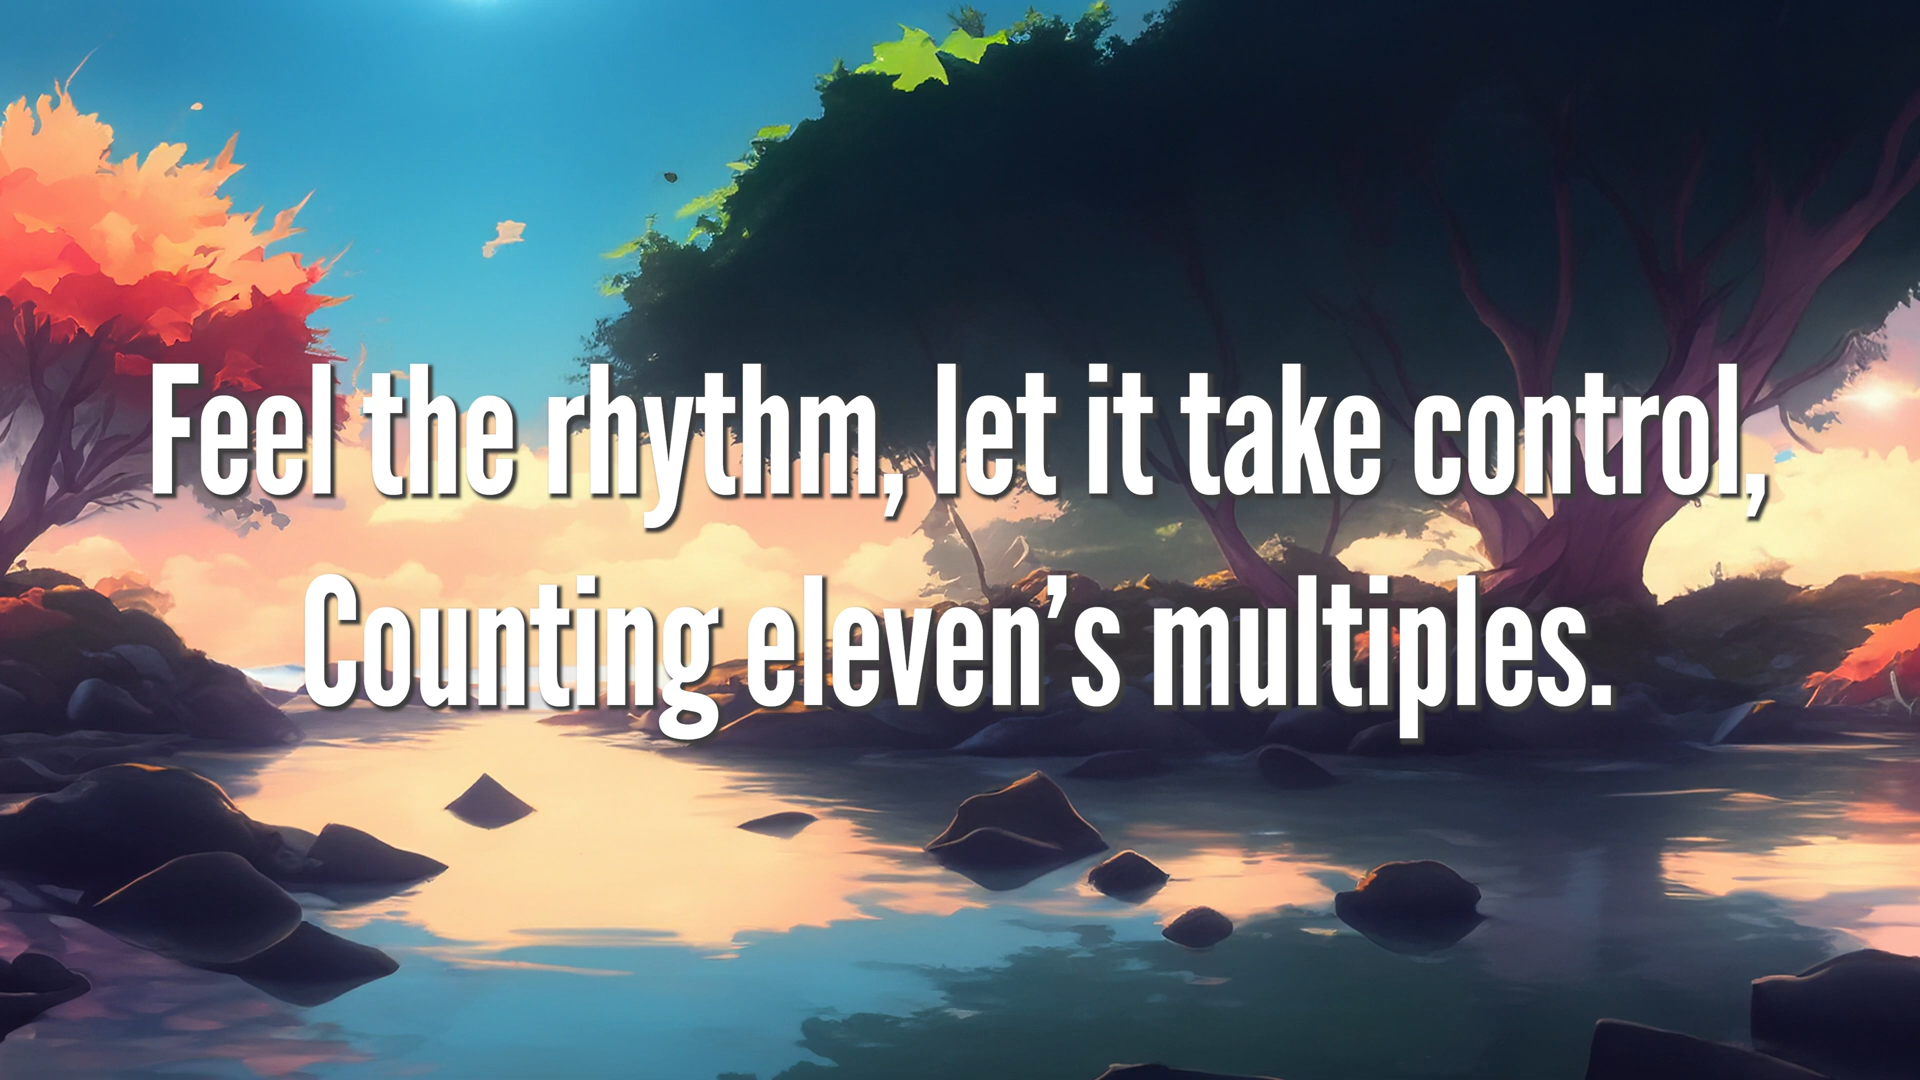 Feel the rhythm, let it take control,
Counting eleven’s multiples.